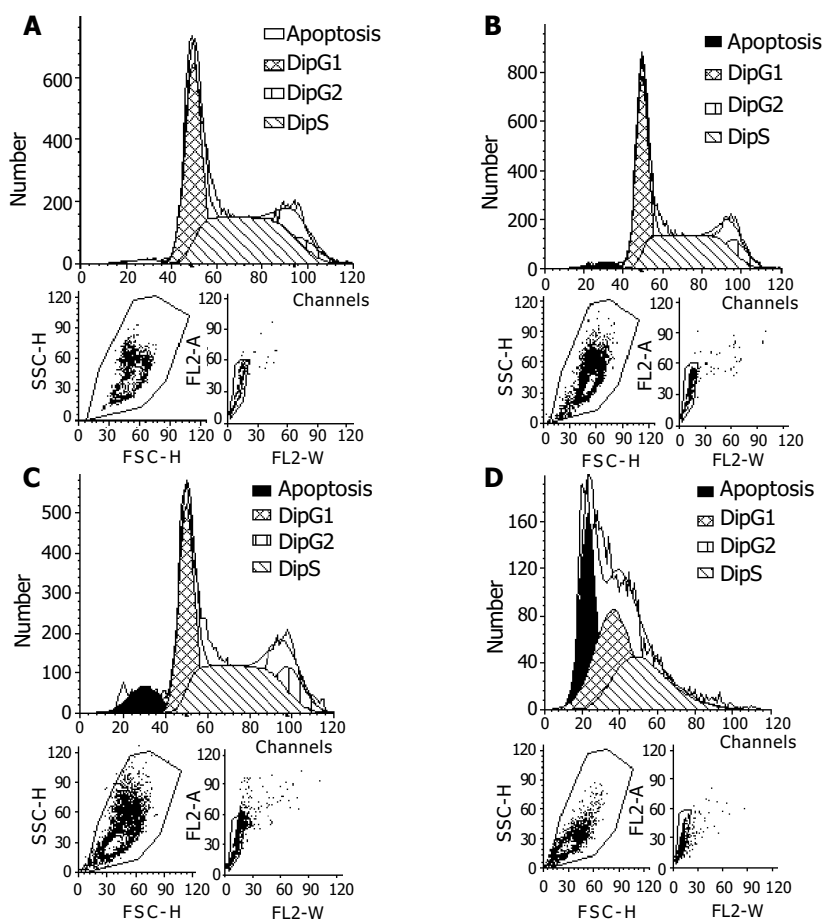 A
Apoptosis
DipG1
DipG2
DipS
Number
600
400
200
0
0 20 40 60 80 100 120
Channels
SSC-H
120
90
60
30
0
0 30 60 90 120
FSC-H
FL2-A
120
90
60
30
0
0 30 60 90 120
FL2-W
B
Apoptosis
DipG1
DipG2
DipS
Number
800
600
400
200
0
0 20 40 60 80 100 120
Channels
SSC-H
120
90
60
30
0
0 30 60 90 120
FSC-H
FL2-A
120
90
60
30
0
0 30 60 90 120
FL2-W
C
Apoptosis
DipG1
DipG2
DipS
Number
500
400
300
200
100
0
0 20 40 60 80 100 120
Channels
SSC-H
120
90
60
30
0
0 30 60 90 120
FSC-H
FL2-A
120
90
60
30
0
0 30 60 90 120
FL2-W
D
Apoptosis
DipG1
DipG2
DipS
Number
160
120
80
40
0
0 20 40 60 80 100 120
Channels
SSC-H
120
90
60
30
0
0 30 60 90 120
FSC-H
FL2-A
120
90
60
30
0
0 30 60 90 120
FL2-W